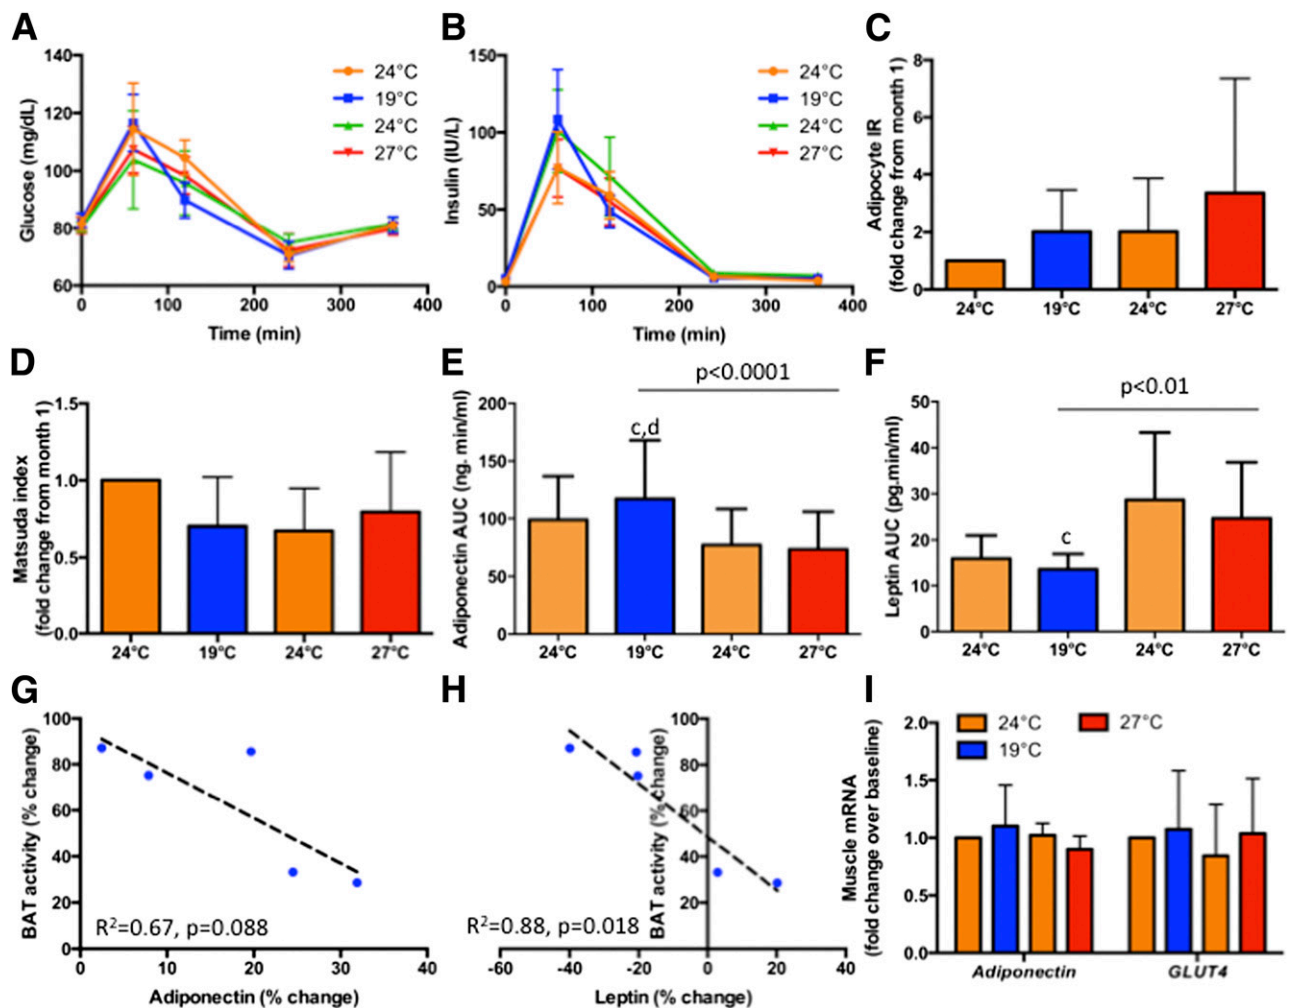 A
Glucose (mg/dL)
140
120
100
80
60
0
100
200
300
400
Time (min)
24°C
19°C
24°C
27°C
B
Insulin (IU/L)
150
100
50
0
0
100
200
300
400
Time (min)
24°C
19°C
24°C
27°C
C
Adipocyte IR
(fold change from month 1)
8
6
4
2
0
24°C
19°C
24°C
27°C
D
Matsuda index
(fold change from month 1)
1.5
1.0
0.5
0.0
24°C
19°C
24°C
27°C
E
p<0.0001
Adiponectin AUC (ng. min/ml)
200
150
100
50
0
c,d
24°C
19°C
24°C
27°C
F
p<0.01
Leptin AUC (pg.min/ml)
50
40
30
20
10
0
c
24°C
19°C
24°C
27°C
G
BAT activity (% change)
100
80
60
40
20
0
R²=0.67, p=0.088
0
10
20
30
40
Adiponectin (% change)
H
BAT activity (% change)
100
80
60
40
20
R²=0.88, p=0.018
-60
-40
-20
0
20
40
Leptin (% change)
I
Muscle mRNA
(fold change over baseline)
2.0
1.5
1.0
0.5
0.0
24°C
27°C
19°C
Adiponectin
GLUT4